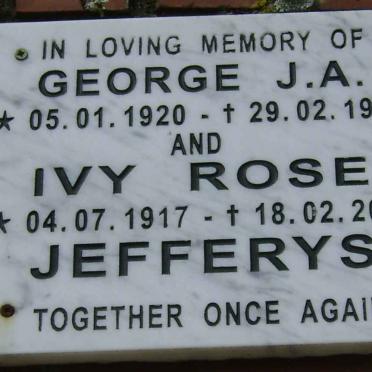 IN LOVING MEMORY OF
GEORGE J.A.
★ 05.01.1920 - † 29.02.19
AND
IVY ROSE
★ 04.07.1917 - † 18.02.20
JEFFERYS
TOGETHER ONCE AGAI